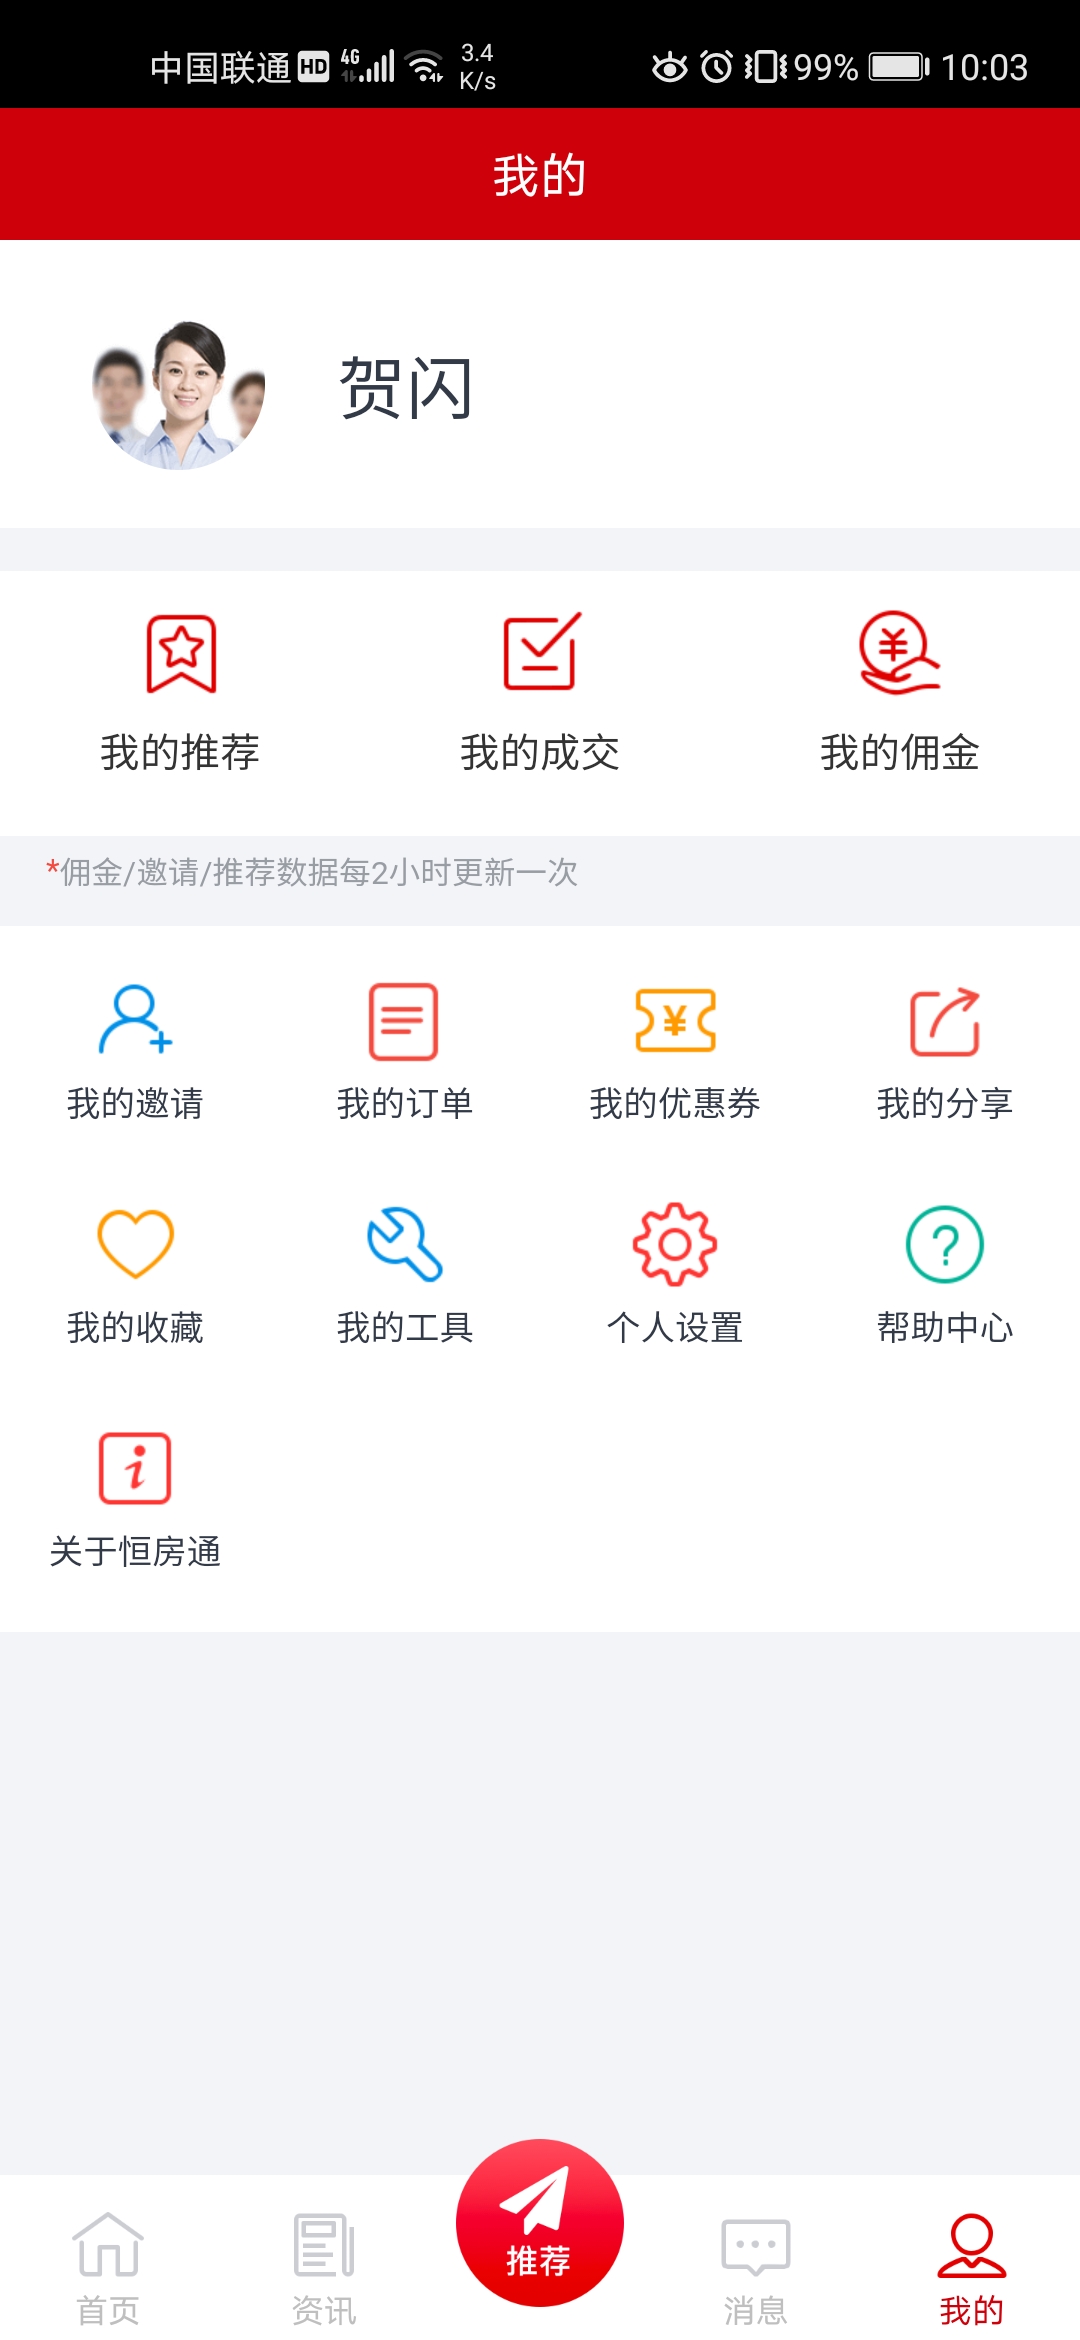 中国联通 HD 4G 3.4 K/s 99% 10:03
我的
贺闪
我的推荐 我的成交 我的佣金
*佣金/邀请/推荐数据每2小时更新一次
我的邀请 我的订单 我的优惠券 我的分享
我的收藏 我的工具 个人设置 帮助中心
关于恒房通
首页 资讯 推荐 消息 我的